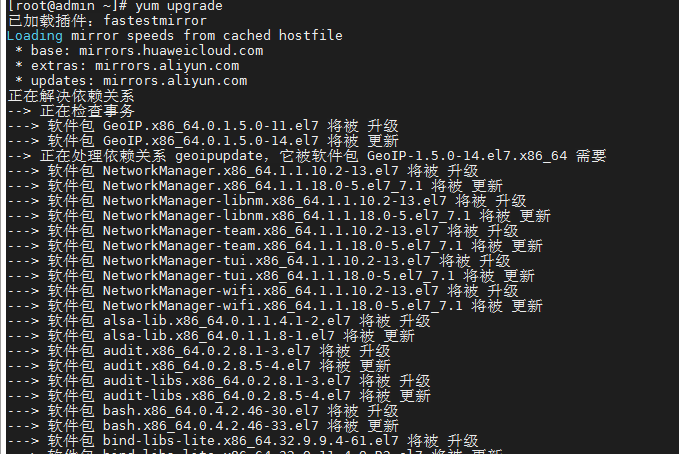 [root@admin ~]# yum upgrade
已加载插件：fastestmirror
Loading mirror speeds from cached hostfile
 * base: mirrors.huaweicloud.com
 * extras: mirrors.aliyun.com
 * updates: mirrors.aliyun.com
正在解决依赖关系
--> 正在检查事务
---> 软件包 GeoIP.x86_64.0.1.5.0-11.el7 将被 升级
---> 软件包 GeoIP.x86_64.0.1.5.0-14.el7 将被 更新
--> 正在处理依赖关系 geoipupdate，它被软件包 GeoIP-1.5.0-14.el7.x86_64 需要
---> 软件包 NetworkManager.x86_64.1.1.10.2-13.el7 将被 升级
---> 软件包 NetworkManager.x86_64.1.1.18.0-5.el7_7.1 将被 更新
---> 软件包 NetworkManager-libnm.x86_64.1.1.10.2-13.el7 将被 升级
---> 软件包 NetworkManager-libnm.x86_64.1.1.18.0-5.el7_7.1 将被 更新
---> 软件包 NetworkManager-team.x86_64.1.1.10.2-13.el7 将被 升级
---> 软件包 NetworkManager-team.x86_64.1.1.18.0-5.el7_7.1 将被 更新
---> 软件包 NetworkManager-tui.x86_64.1.1.10.2-13.el7 将被 升级
---> 软件包 NetworkManager-tui.x86_64.1.1.18.0-5.el7_7.1 将被 更新
---> 软件包 NetworkManager-wifi.x86_64.1.1.10.2-13.el7 将被 升级
---> 软件包 NetworkManager-wifi.x86_64.1.1.18.0-5.el7_7.1 将被 更新
---> 软件包 alsa-lib.x86_64.0.1.1.4.1-2.el7 将被 升级
---> 软件包 alsa-lib.x86_64.0.1.1.8-1.el7 将被 更新
---> 软件包 audit.x86_64.0.2.8.1-3.el7 将被 升级
---> 软件包 audit.x86_64.0.2.8.5-4.el7 将被 更新
---> 软件包 audit-libs.x86_64.0.2.8.1-3.el7 将被 升级
---> 软件包 audit-libs.x86_64.0.2.8.5-4.el7 将被 更新
---> 软件包 bash.x86_64.0.4.2.46-30.el7 将被 升级
---> 软件包 bash.x86_64.0.4.2.46-33.el7 将被 更新
---> 软件包 bind-libs-lite.x86_64.32.9.9.4-61.el7 将被 升级